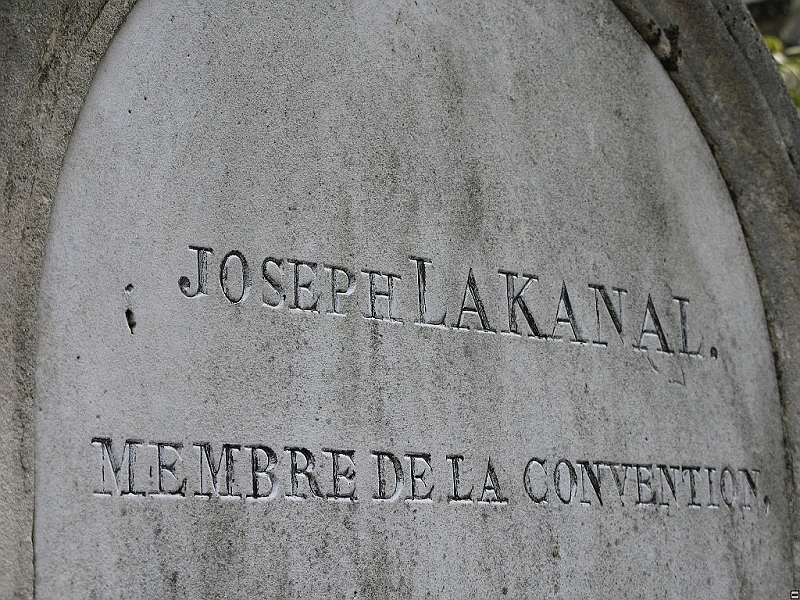 JOSEPH LAKANAL.
MEMBRE DE LA CONVENTION,